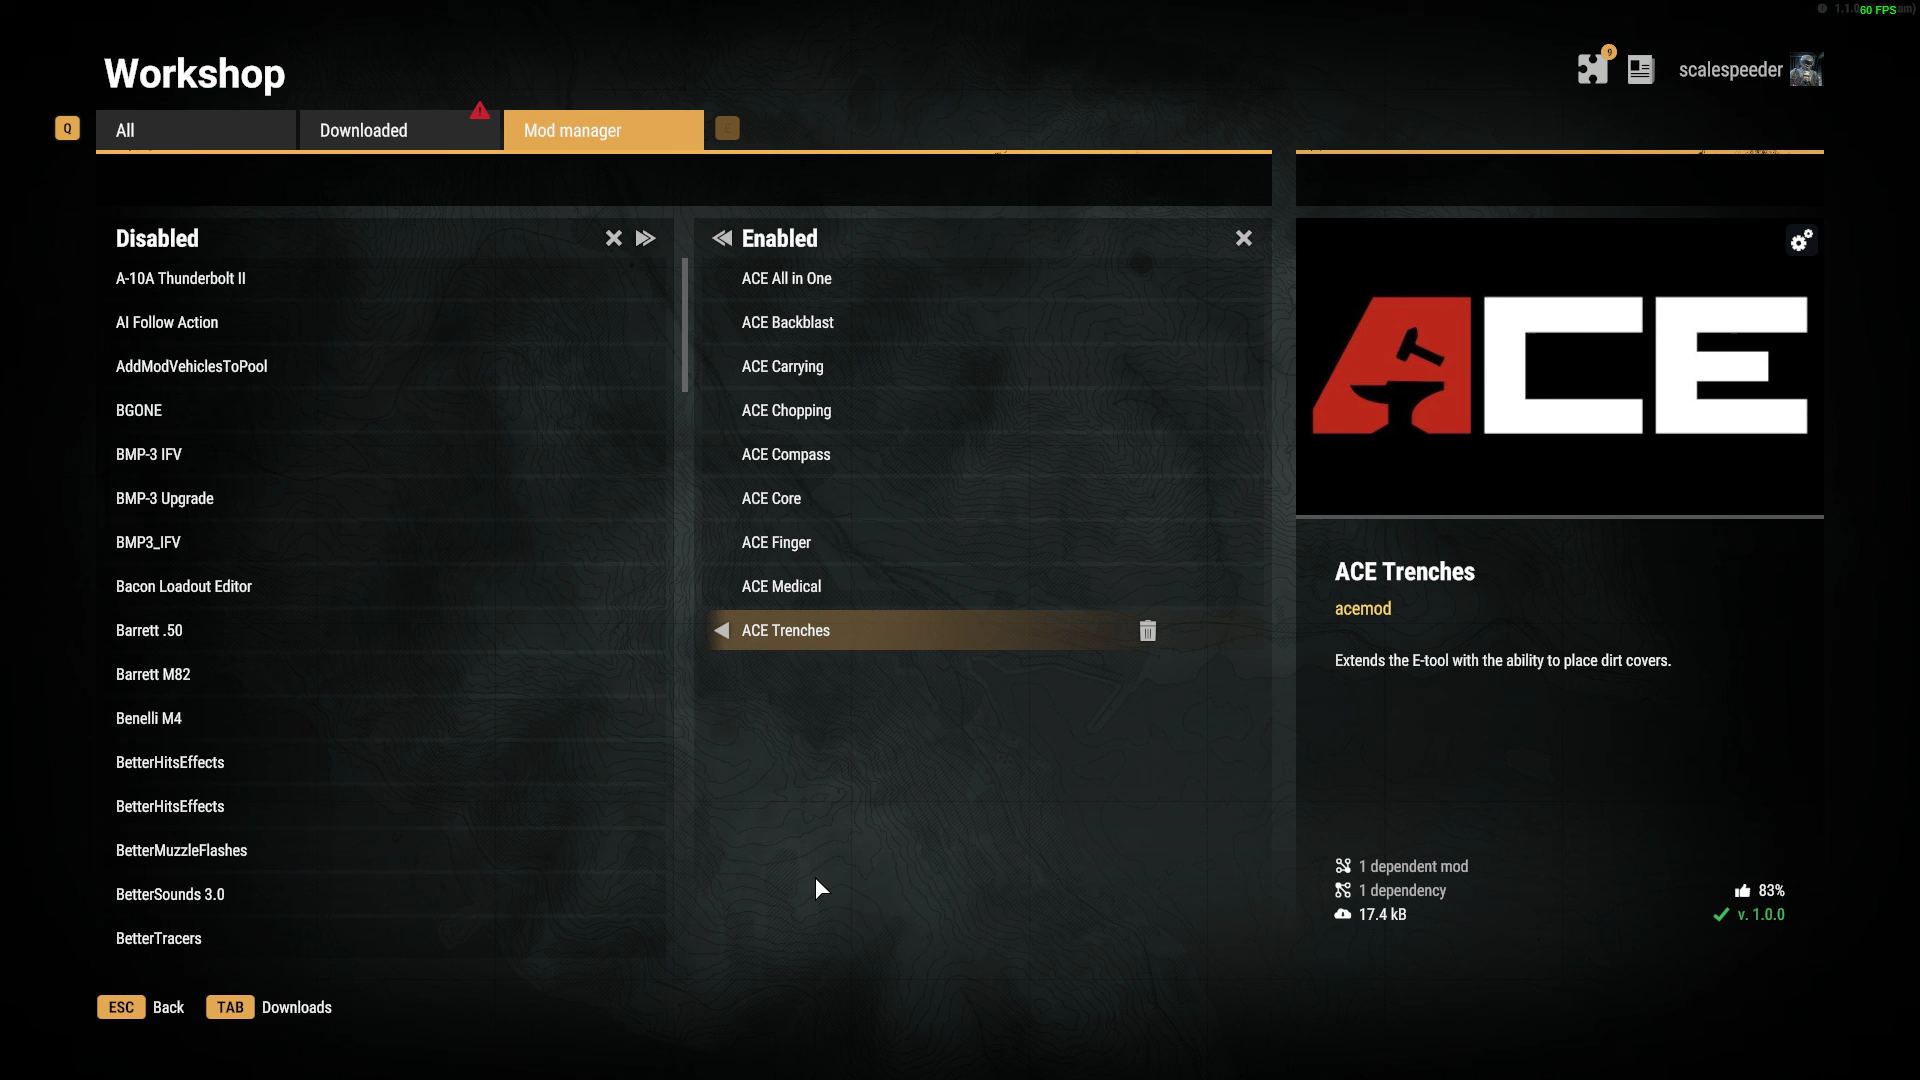 60 FPS
Workshop
9
scalespeeder
Q
All
Downloaded
Mod manager
Disabled
Enabled
A-10A Thunderbolt II
AI Follow Action
AddModVehiclesToPool
BGONE
BMP-3 IFV
BMP-3 Upgrade
BMP3_IFV
Bacon Loadout Editor
Barrett .50
Barrett M82
Benelli M4
BetterHitsEffects
BetterHitsEffects
BetterMuzzleFlashes
BetterSounds 3.0
BetterTracers
ACE All in One
ACE Backblast
ACE Carrying
ACE Chopping
ACE Compass
ACE Core
ACE Finger
ACE Medical
ACE Trenches
ACE
ACE Trenches
acemod
Extends the E-tool with the ability to place dirt covers.
1 dependent mod
1 dependency
83%
17.4 kB
v. 1.0.0
ESC Back TAB Downloads